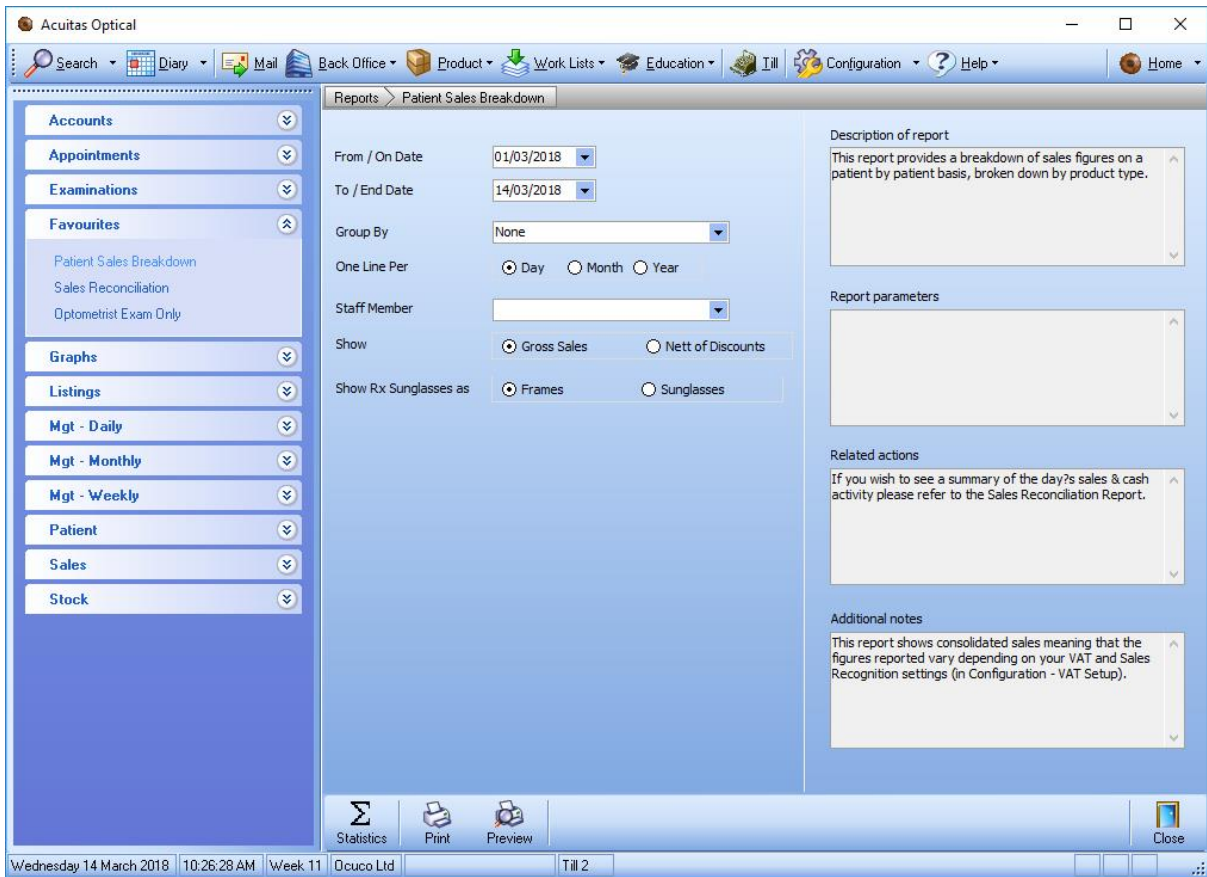 Acuitas Optical
Search Diary Mail Back Office Product Work Lists Education Till Configuration Help Home
Reports Patient Sales Breakdown
Accounts
Appointments
Examinations
Favourites
Patient Sales Breakdown
Sales Reconciliation
Optometrist Exam Only
Graphs
Listings
Mgt - Daily
Mgt - Monthly
Mgt - Weekly
Patient
Sales
Stock
From / On Date 01/03/2018
To / End Date 14/03/2018
Group By None
One Line Per Day Month Year
Staff Member
Show Gross Sales Nett of Discounts
Show Rx Sunglasses as Frames Sunglasses
Description of report
This report provides a breakdown of sales figures on a
patient by patient basis, broken down by product type.
Report parameters
Related actions
If you wish to see a summary of the day?s sales & cash
activity please refer to the Sales Reconciliation Report.
Additional notes
This report shows consolidated sales meaning that the
figures reported vary depending on your VAT and Sales
Recognition settings (in Configuration - VAT Setup).
Statistics Print Preview Close
Wednesday 14 March 2018 10:26:28 AM Week 11 Ocuco Ltd Till 2